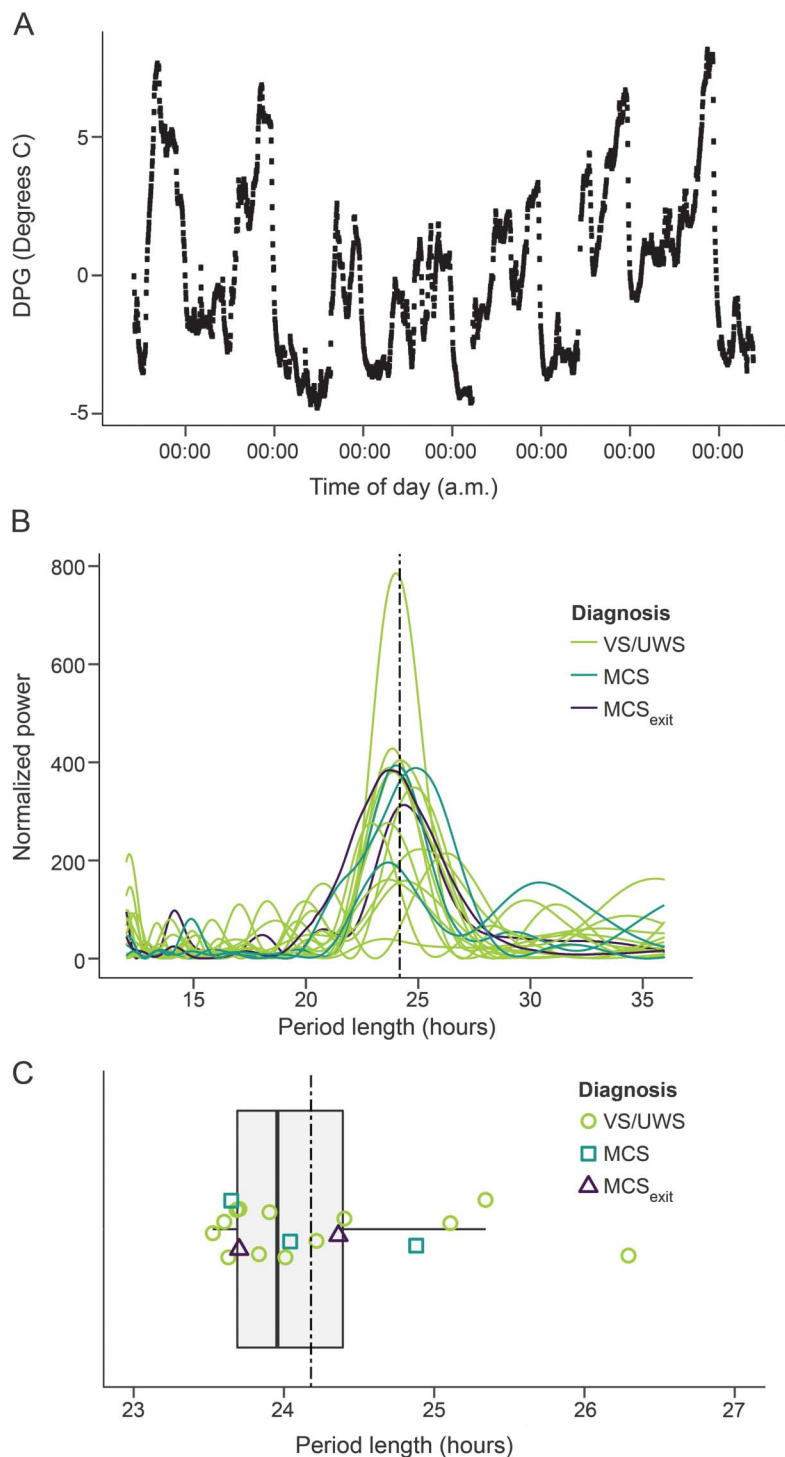 A
DPG (Degrees C)
5
0
-5
00:00 00:00 00:00 00:00 00:00 00:00 00:00
Time of day (a.m.)
B
Normalized power
800
600
400
200
0
15 20 25 30 35
Period length (hours)
Diagnosis
VS/UWS
MCS
MCSexit
C
Diagnosis
VS/UWS
MCS
MCSexit
23 24 25 26 27
Period length (hours)